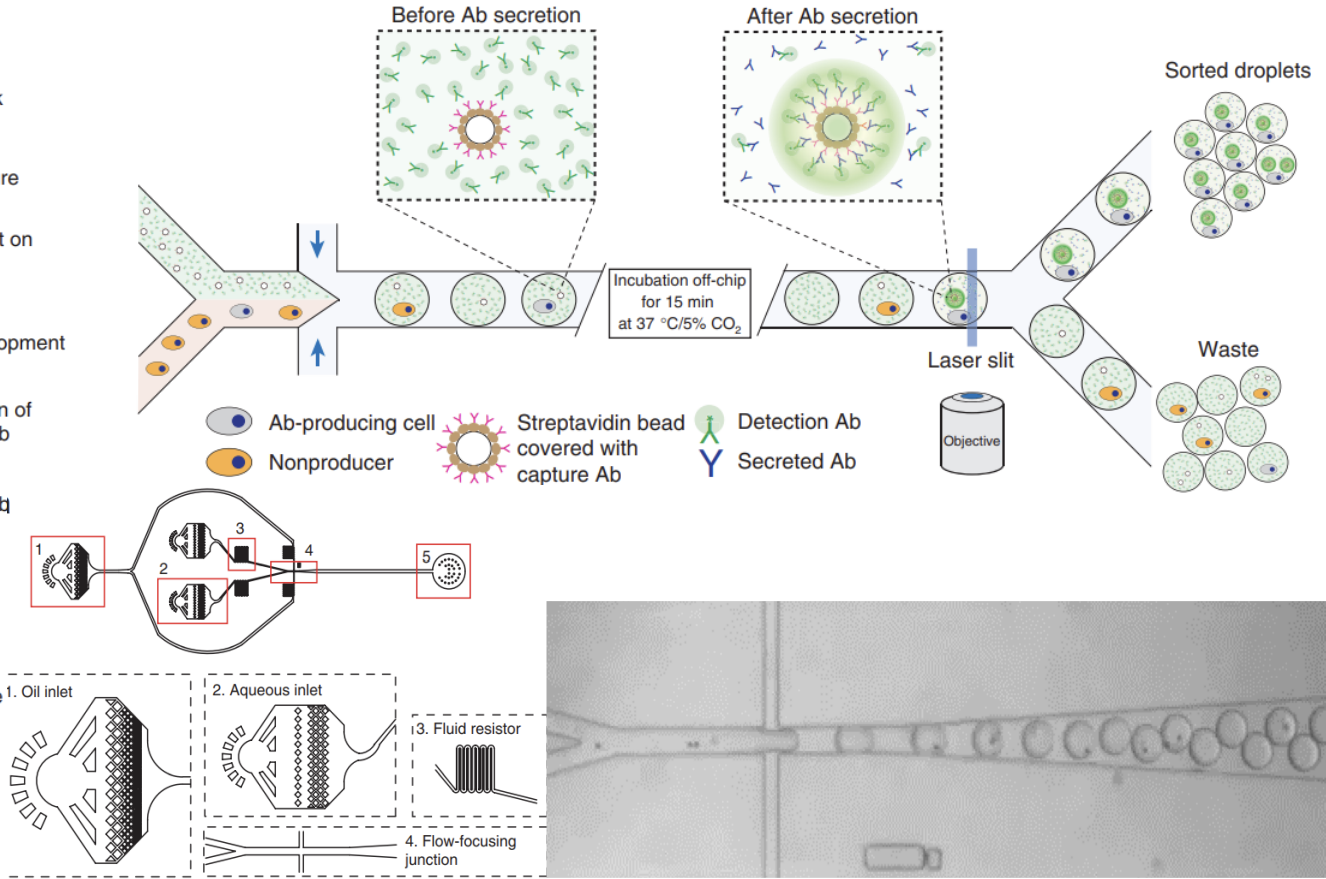 Before Ab secretion
After Ab secretion
Sorted droplets
Incubation off-chip
for 15 min
at 37 °C/5% CO2
Laser slit
Waste
Objective
Ab-producing cell
Nonproducer
Streptavidin bead
covered with
capture Ab
Detection Ab
Secreted Ab
t on
n of
1
2
3
4
5
1. Oil inlet
2. Aqueous inlet
3. Fluid resistor
4. Flow-focusing
junction